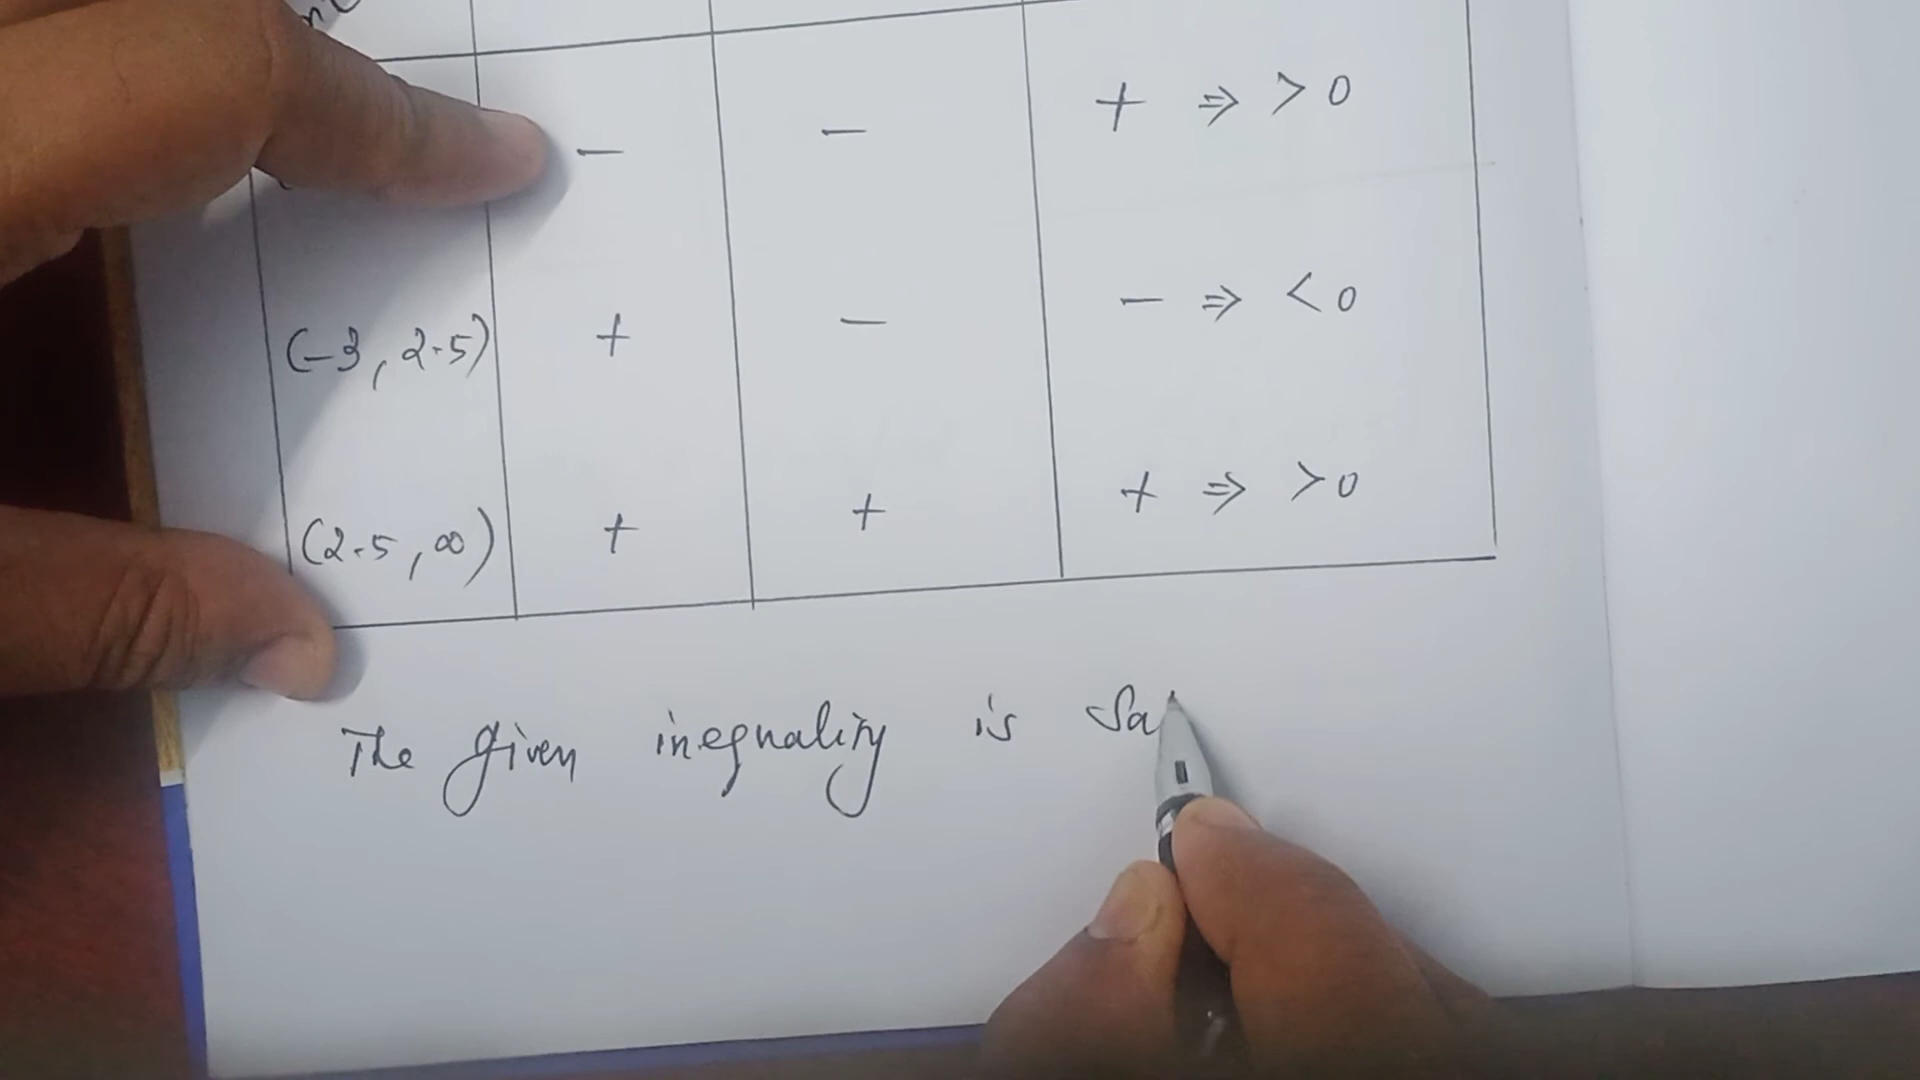 − − + ⇒ > 0
(-3, 2.5) + − − ⇒ < 0
(2.5, ∞) + + + ⇒ > 0
The given inequality is Sa